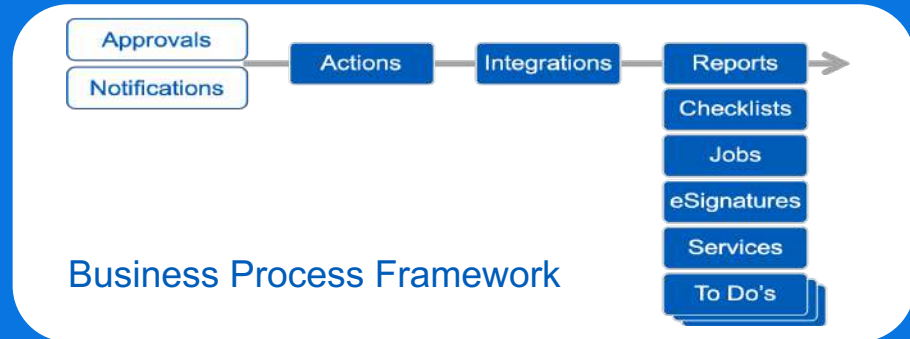 Approvals
Notifications
Actions
Integrations
Reports
Checklists
Jobs
eSignatures
Services
To Do's
Business Process Framework